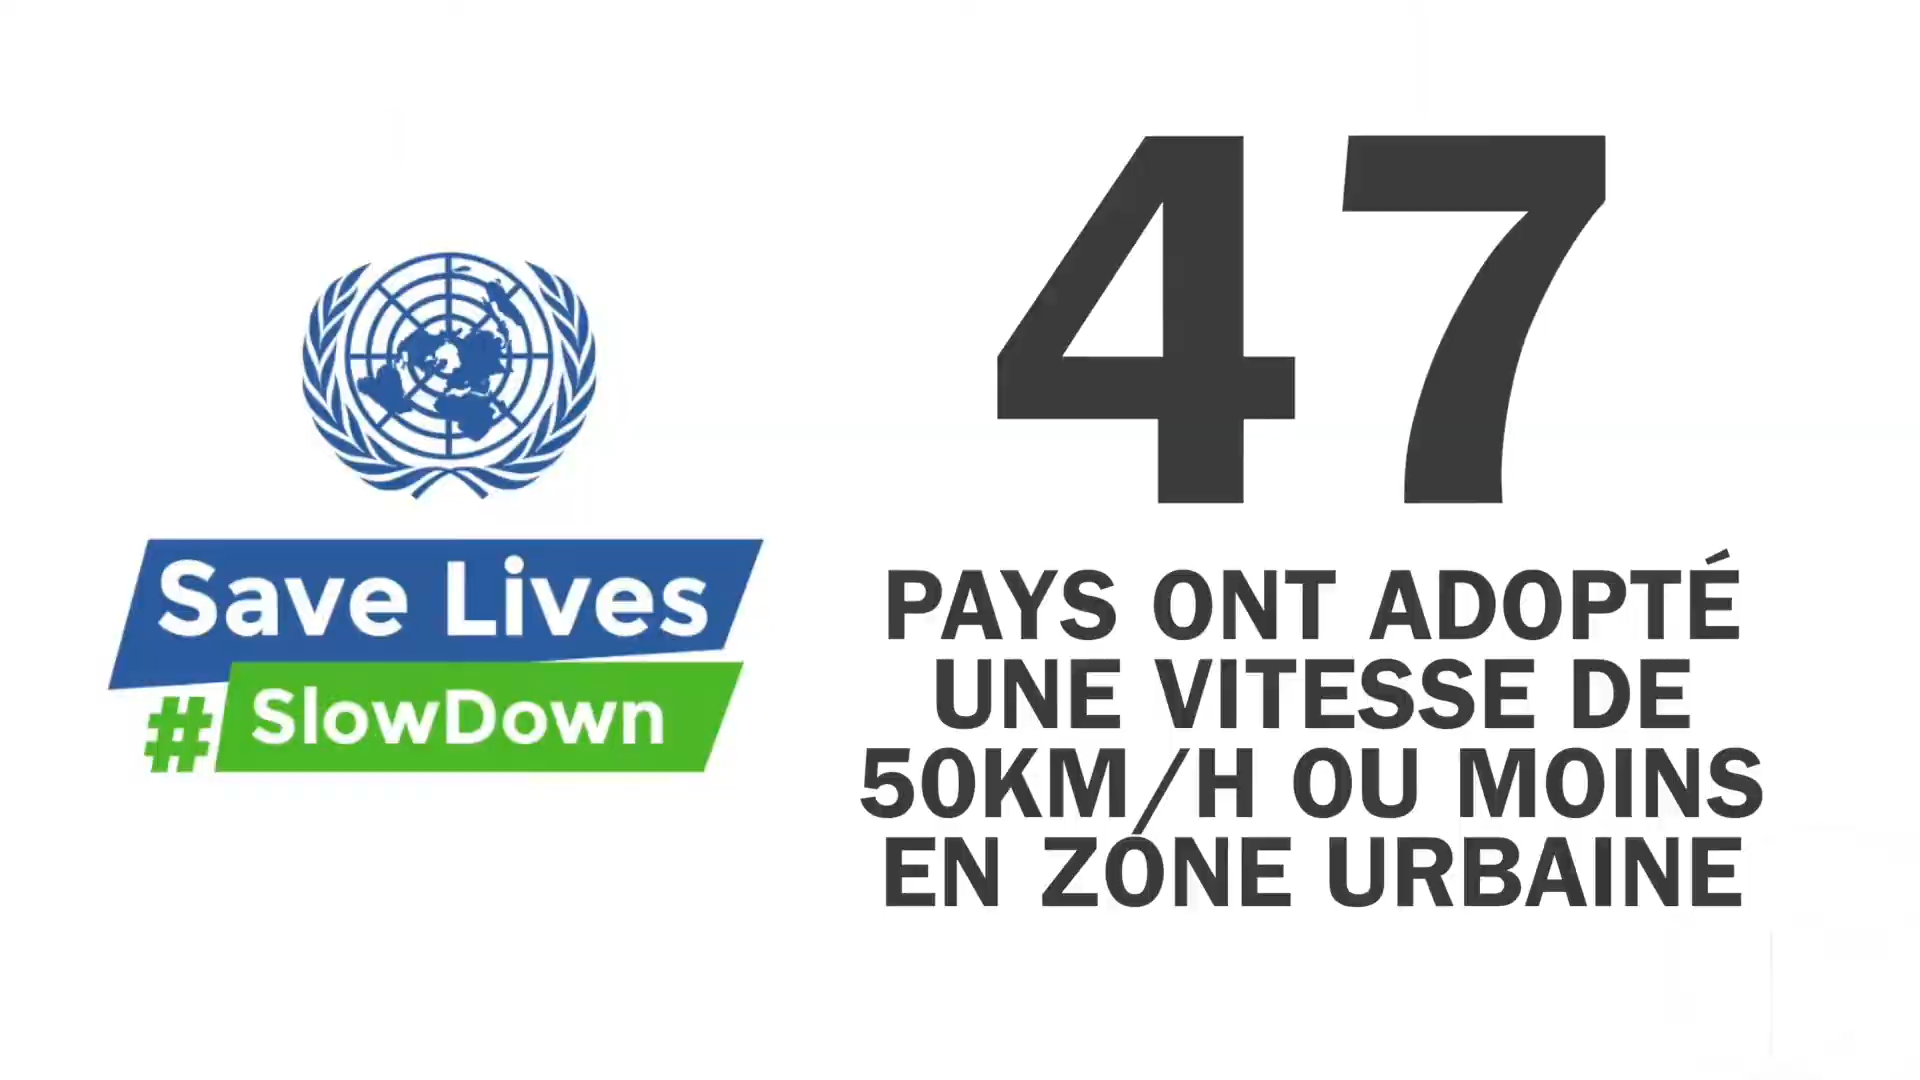 Save Lives
#SlowDown
47
PAYS ONT ADOPTÉ
UNE VITESSE DE
50KM/H OU MOINS
EN ZONE URBAINE